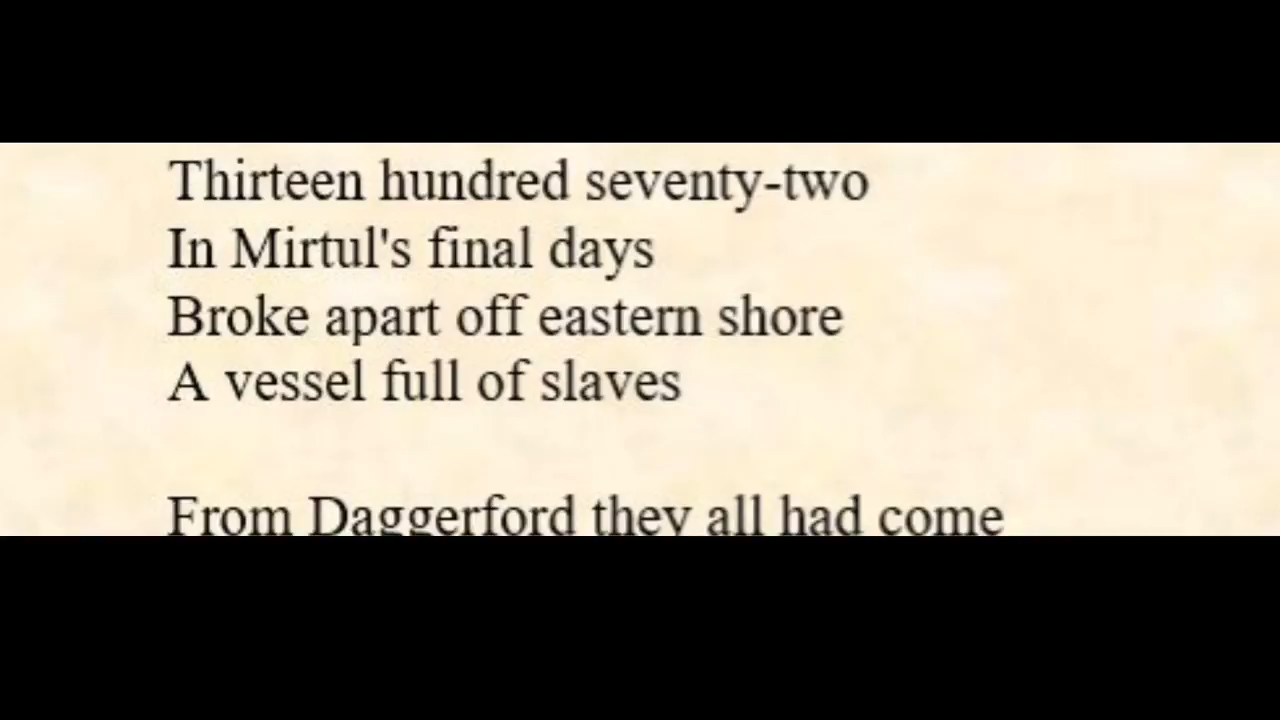 Thirteen hundred seventy-two
In Mirtul's final days
Broke apart off eastern shore
A vessel full of slaves
From Daggerford they all had come